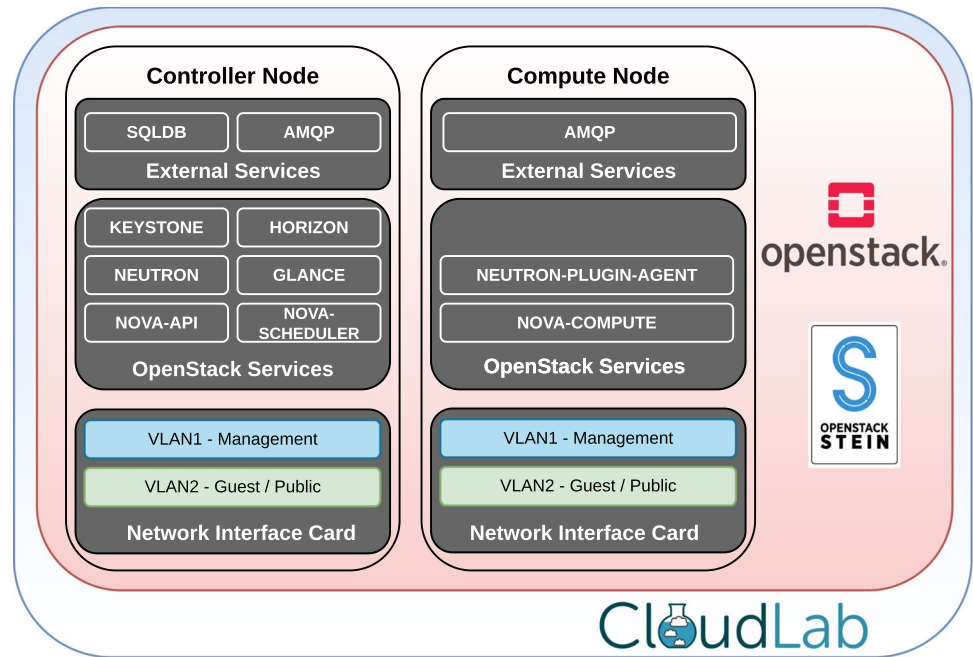 Controller Node
SQLDB
AMQP
External Services
KEYSTONE
HORIZON
NEUTRON
GLANCE
NOVA-API
NOVA-
SCHEDULER
OpenStack Services
VLAN1 - Management
VLAN2 - Guest / Public
Network Interface Card
Compute Node
AMQP
External Services
NEUTRON-PLUGIN-AGENT
NOVA-COMPUTE
OpenStack Services
VLAN1 - Management
VLAN2 - Guest / Public
Network Interface Card
openstack®
OPENSTACK
STEIN
CloudLab